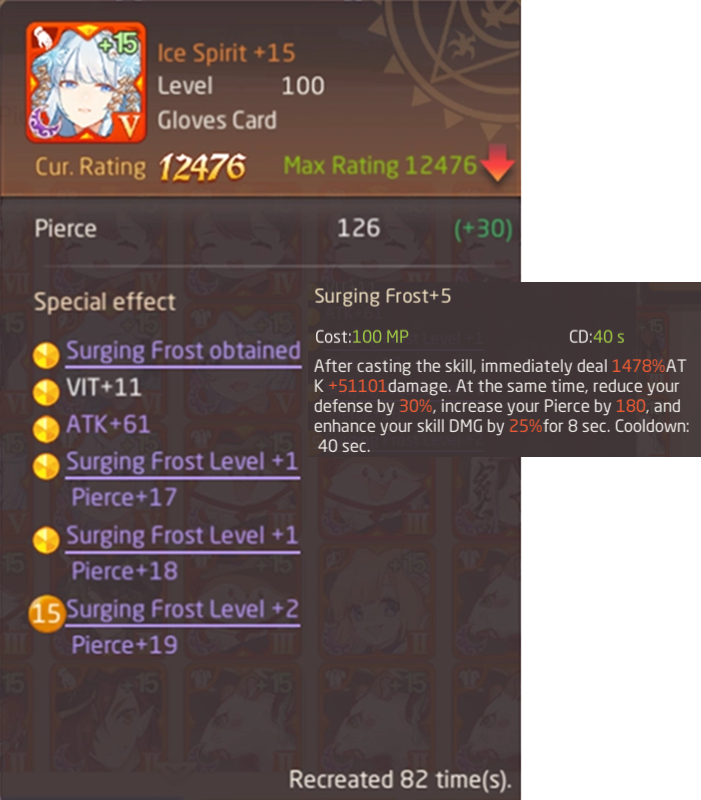 +15
V
Ice Spirit +15
Level 100
Gloves Card
Cur. Rating 12476 Max Rating 12476
Pierce 126 (+30)
Special effect
Surging Frost obtained
VIT+11
ATK+61
Surging Frost Level +1
Pierce+17
Surging Frost Level +1
Pierce+18
15 Surging Frost Level +2
Pierce+19
Recreated 82 time(s).
Surging Frost+5
Cost:100 MP CD:40 s
After casting the skill, immediately deal 1478%AT
K +51101damage. At the same time, reduce your
defense by 30%, increase your Pierce by 180, and
enhance your skill DMG by 25%for 8 sec. Cooldown:
40 sec.